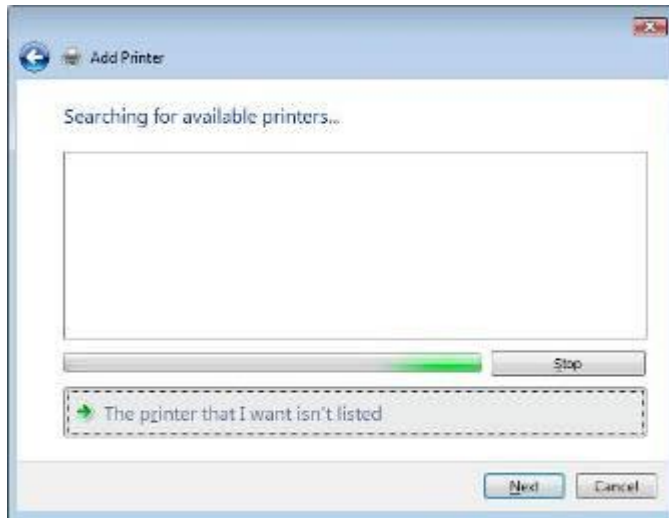 Add Printer
Searching for available printers...
Stop
The printer that I want isn't listed
Next
Cancel